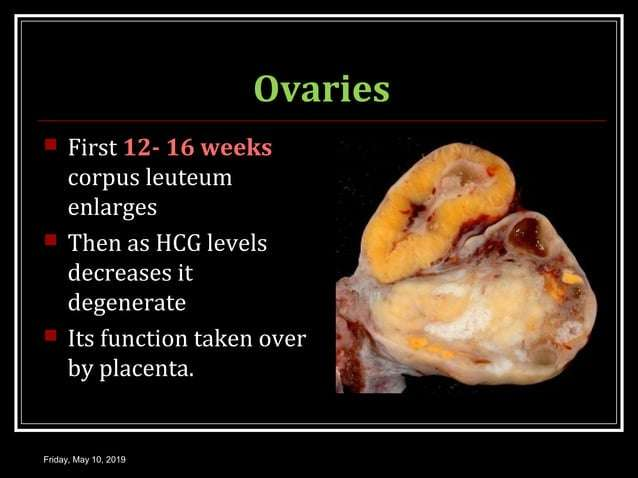 Ovaries
First 12- 16 weeks
corpus leuteum
enlarges
Then as HCG levels
decreases it
degenerate
Its function taken over
by placenta.
Friday, May 10, 2019